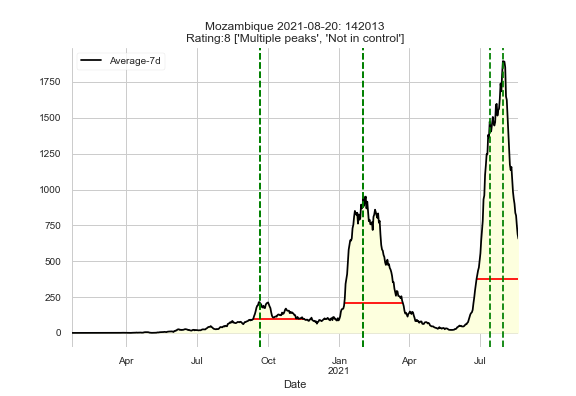 Mozambique 2021-08-20: 142013
Rating:8 ['Multiple peaks', 'Not in control']
Average-7d
1750
1500
1250
1000
750
500
250
0
Apr
Jul
Oct
Jan
2021
Apr
Jul
Date